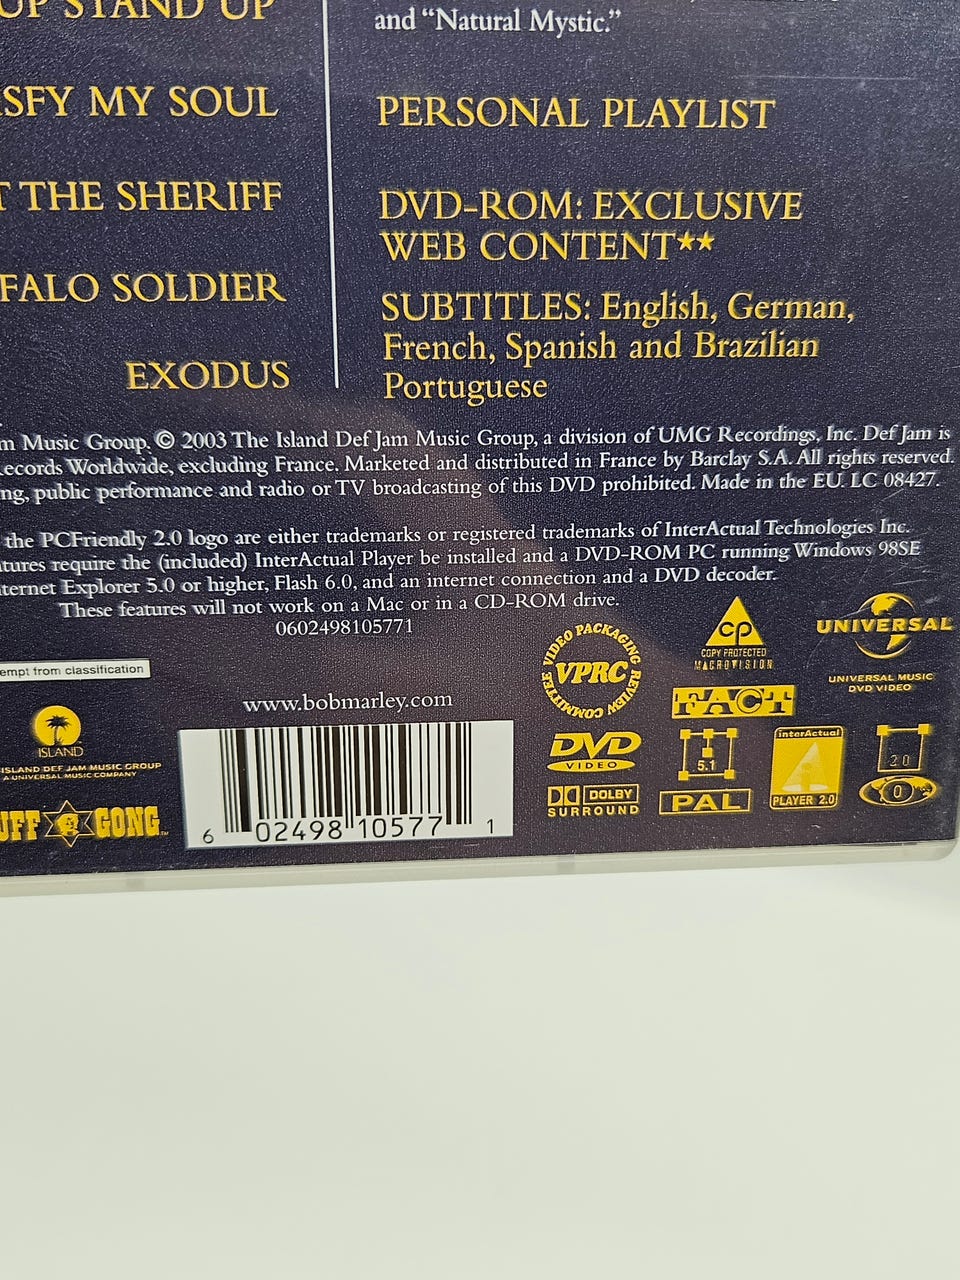 UP STAND UP
SFY MY SOUL
T THE SHERIFF
FALO SOLDIER
EXODUS
and “Natural Mystic.”
PERSONAL PLAYLIST
DVD-ROM: EXCLUSIVE
WEB CONTENT★★
SUBTITLES: English, German,
French, Spanish and Brazilian
Portuguese
m Music Group. © 2003 The Island Def Jam Music Group, a division of UMG Recordings, Inc. Def Jam is
ecords Worldwide, excluding France. Marketed and distributed in France by Barclay S.A. All rights reserved.
ng, public performance and radio or TV broadcasting of this DVD prohibited. Made in the EU. LC 08427.
the PCFriendly 2.0 logo are either trademarks or registered trademarks of InterActual Technologies Inc.
tures require the (included) InterActual Player be installed and a DVD-ROM PC running Windows 98SE
ternet Explorer 5.0 or higher, Flash 6.0, and an internet connection and a DVD decoder.
These features will not work on a Mac or in a CD-ROM drive.
0602498105771
empt from classification
www.bobmarley.com
ISLAND
ISLAND DEF JAM MUSIC GROUP
A UNIVERSAL MUSIC COMPANY
UFF GONG™
6 02498 10577 1
VIDEO PACKAGING REVIEW COMMITTEE
VPRC
CP
COPY PROTECTED
MACROVISION
FACT
UNIVERSAL
UNIVERSAL MUSIC
DVD VIDEO
DVD
VIDEO
DOLBY
SURROUND
5.1
PAL
InterActual
PLAYER 2.0
2.0
0